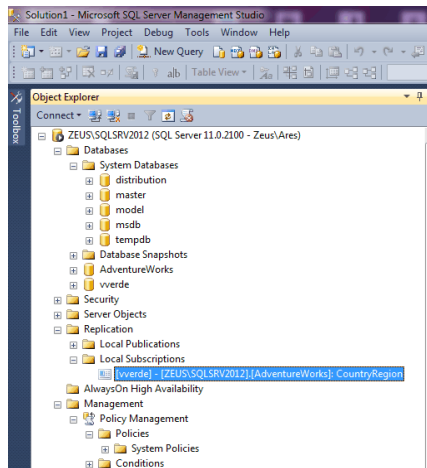 Solution1 - Microsoft SQL Server Management Studio
File Edit View Project Debug Tools Window Help
New Query
alb Table View
Toolbox
Object Explorer
Connect
ZEUS\SQLSRV2012 (SQL Server 11.0.2100 - Zeus\Ares)
Databases
System Databases
distribution
master
model
msdb
tempdb
Database Snapshots
AdventureWorks
vverde
Security
Server Objects
Replication
Local Publications
Local Subscriptions
[vverde] - [ZEUS\SQLSRV2012].[AdventureWorks]: CountryRegion
AlwaysOn High Availability
Management
Policy Management
Policies
System Policies
Conditions